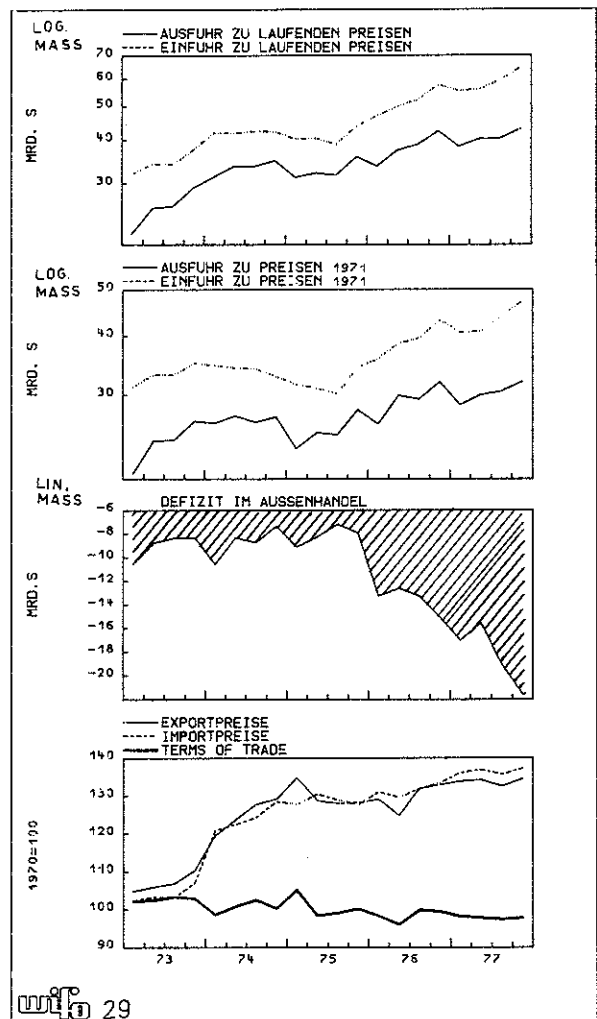 LOG.
MASS
AUSFUHR ZU LAUFENDEN PREISEN
EINFUHR ZU LAUFENDEN PREISEN
70
60
50
40
30
MRD. S
LOG.
MASS
AUSFUHR ZU PREISEN 1971
EINFUHR ZU PREISEN 1971
50
40
30
MRD. S
LIN.
MASS
DEFIZIT IM AUSSENHANDEL
-6
-8
-10
-12
-14
-16
-18
-20
MRD.S
EXPORTPREISE
IMPORTPREISE
TERMS OF TRADE
140
130
120
110
100
90
1970=100
73 74 75 76 77
wifo 29